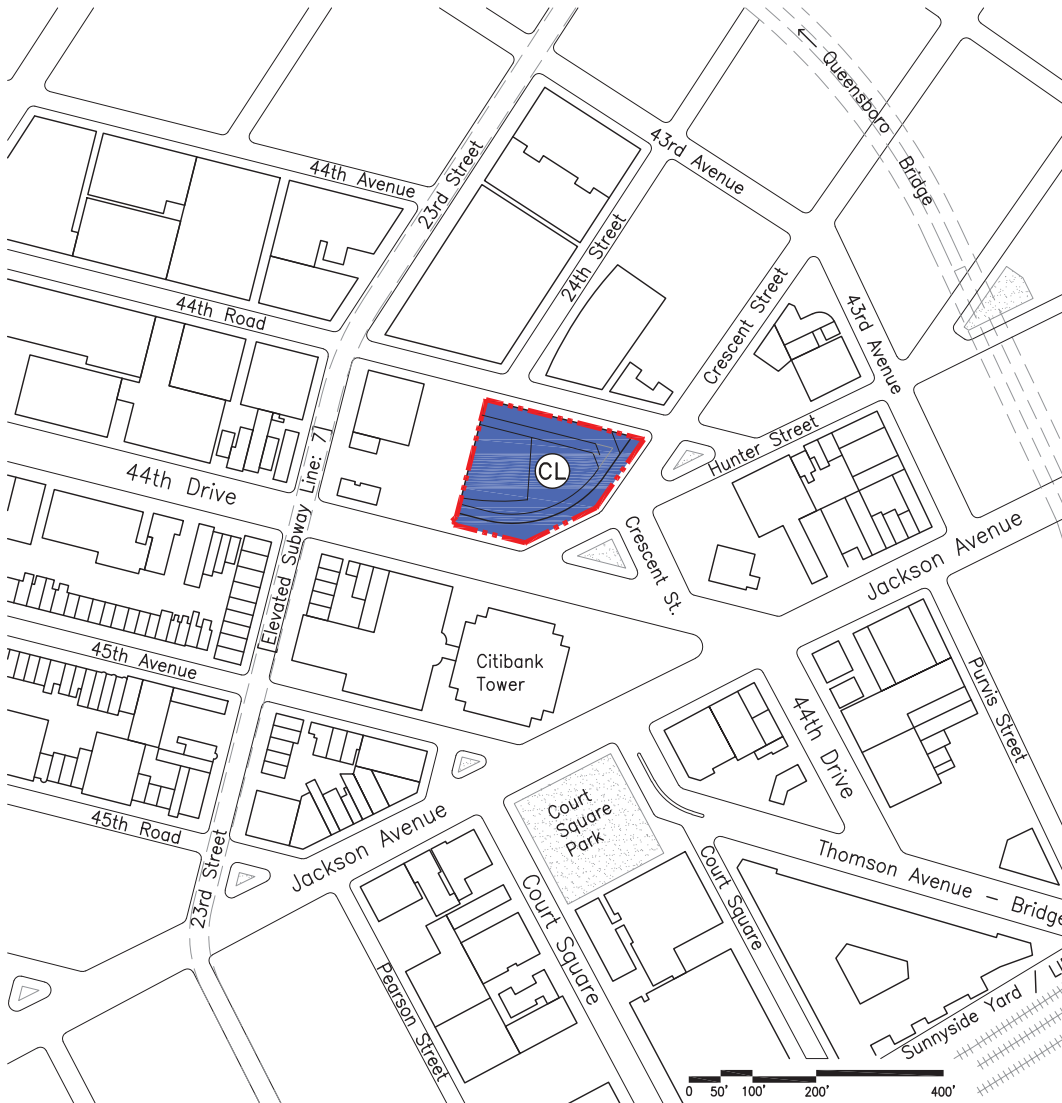 Queensboro
Bridge
43rd Avenue
44th Avenue
23rd Street
24th Street
Crescent Street
43rd Avenue
44th Road
Hunter Street
[Elevated Subway Line: 7]
44th Drive
CL
Jackson Avenue
Crescent St.
45th Avenue
Citibank
Tower
Purvis Street
44th Drive
45th Road
Court
Square
Park
Jackson Avenue
Thomson Avenue – Bridge
23rd Street
Court Square
Court Square
Pearson Street
Sunnyside Yard /
0 50' 100' 200' 400'